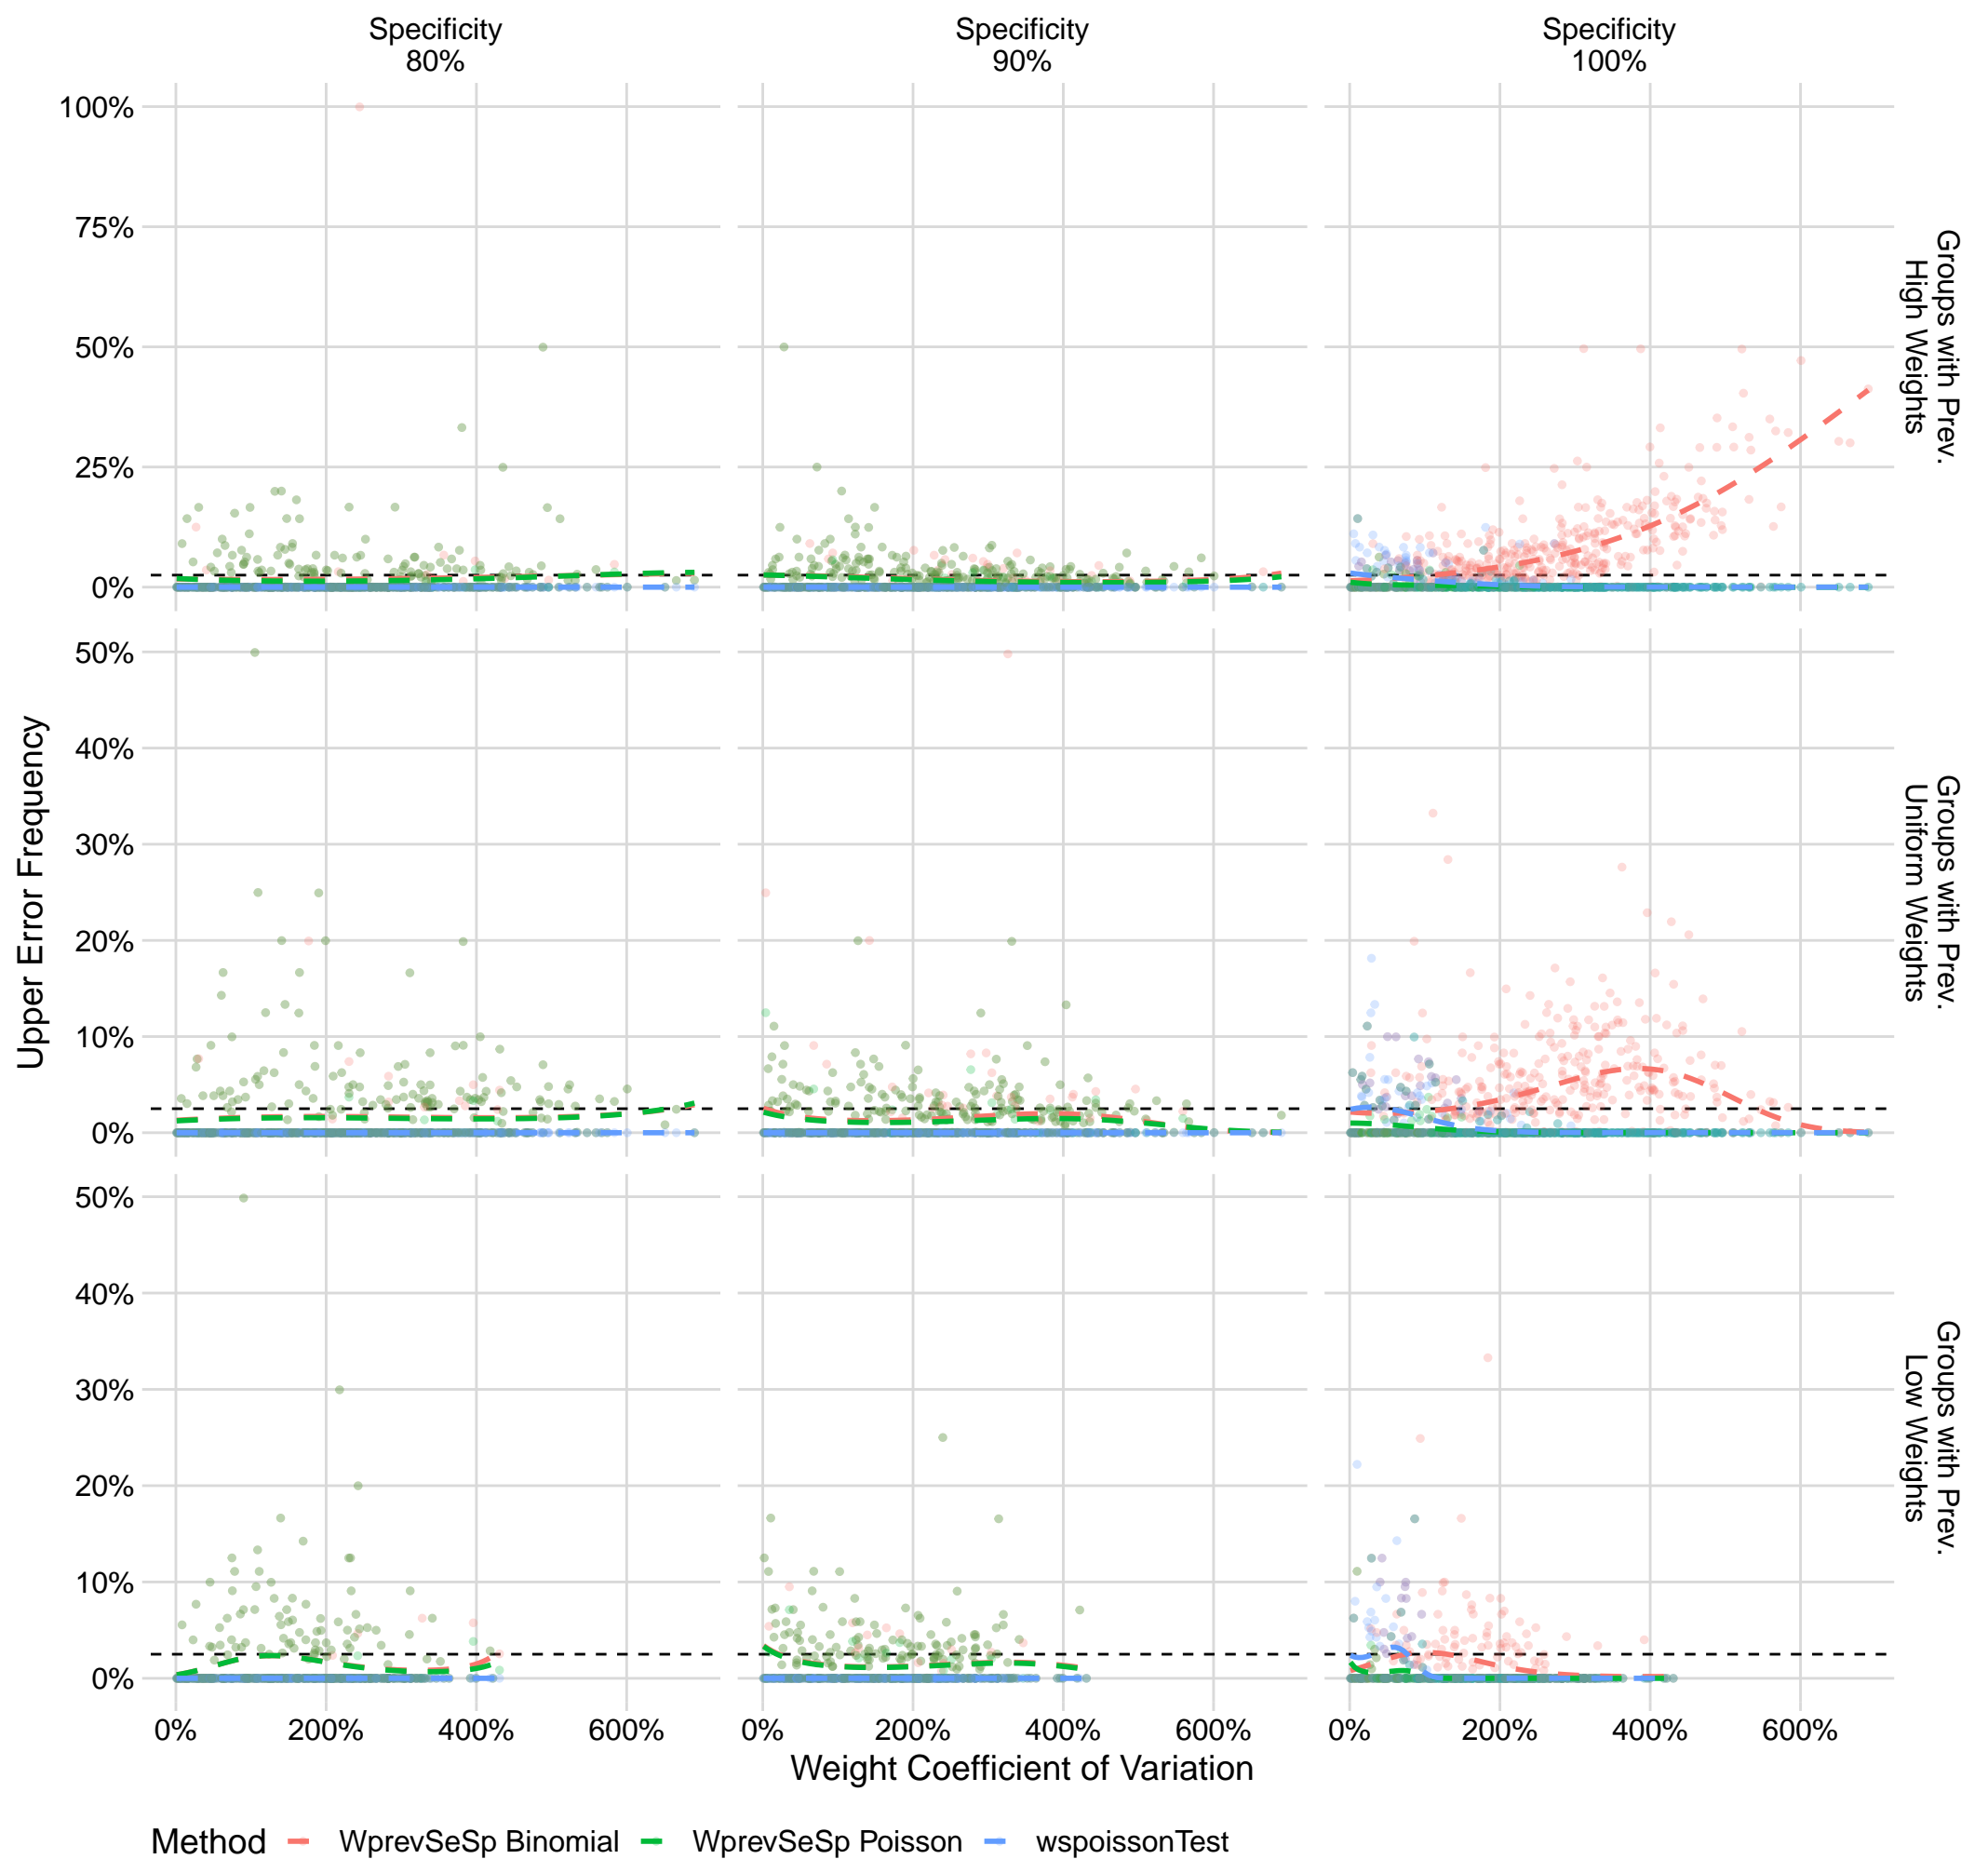 Specificity
80%
Specificity
90%
Specificity
100%
100%
75%
50%
25%
0%
Groups with Prev.
High Weights
50%
40%
30%
20%
10%
0%
Groups with Prev.
Uniform Weights
50%
40%
30%
20%
10%
0%
Groups with Prev.
Low Weights
Upper Error Frequency
0% 200% 400% 600% 0% 200% 400% 600% 0% 200% 400% 600%
Weight Coefficient of Variation
Method WprevSeSp Binomial WprevSeSp Poisson wspoissonTest